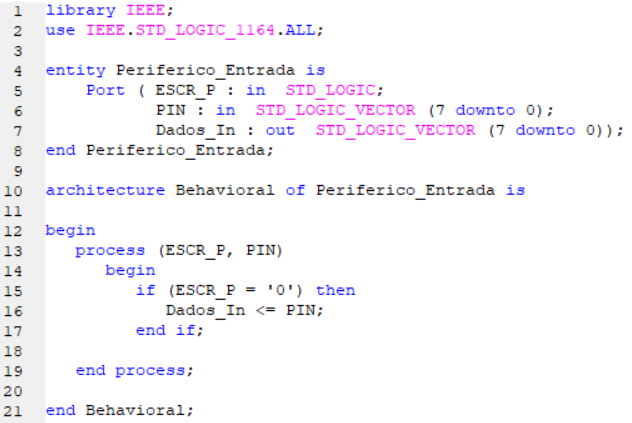 1 library IEEE;
2 use IEEE.STD_LOGIC_1164.ALL;
3
4 entity Periferico_Entrada is
5 Port ( ESCR_P : in STD_LOGIC;
6 PIN : in STD_LOGIC_VECTOR (7 downto 0);
7 Dados_In : out STD_LOGIC_VECTOR (7 downto 0));
8 end Periferico_Entrada;
9
10 architecture Behavioral of Periferico_Entrada is
11
12 begin
13 process (ESCR_P, PIN)
14 begin
15 if (ESCR_P = '0') then
16 Dados_In <= PIN;
17 end if;
18
19 end process;
20
21 end Behavioral;